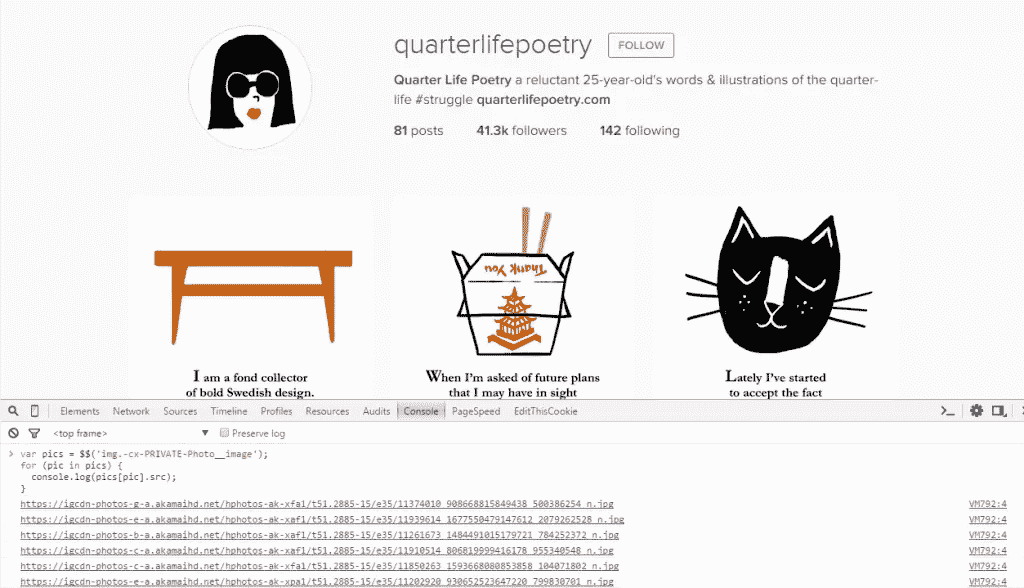 quarterlifepoetry FOLLOW
Quarter Life Poetry a reluctant 25-year-old's words & illustrations of the quarter-
life #struggle quarterlifepoetry.com
81 posts 41.3k followers 142 following
Thank You
I am a fond collector
of bold Swedish design.
When I'm asked of future plans
that I may have in sight
Lately I've started
to accept the fact
Elements Network Sources Timeline Profiles Resources Audits Console PageSpeed EditThisCookie
<top frame> ▼ Preserve log
> var pics = $$('img.-cx-PRIVATE-Photo__image');
for (pic in pics) {
console.log(pics[pic].src);
}
https://igcdn-photos-g-a.akamaihd.net/hphotos-ak-xfa1/t51.2885-15/e35/11374010_908668815849438_500386254_n.jpg VM792:4
https://igcdn-photos-e-a.akamaihd.net/hphotos-ak-xaf1/t51.2885-15/e35/11939614_1677550479147612_2079262528_n.jpg VM792:4
https://igcdn-photos-b-a.akamaihd.net/hphotos-ak-xaf1/t51.2885-15/e35/11261673_1484491015179721_784252372_n.jpg VM792:4
https://igcdn-photos-c-a.akamaihd.net/hphotos-ak-xaf1/t51.2885-15/e35/11910514_806819999416178_955340548_n.jpg VM792:4
https://igcdn-photos-c-a.akamaihd.net/hphotos-ak-xfa1/t51.2885-15/e35/11850263_1593668080853858_104071802_n.jpg VM792:4
https://igcdn-photos-e-a.akamaihd.net/hphotos-ak-xpa1/t51.2885-15/e35/11202920_930652523647220_799830701_n.jpg VM792:4